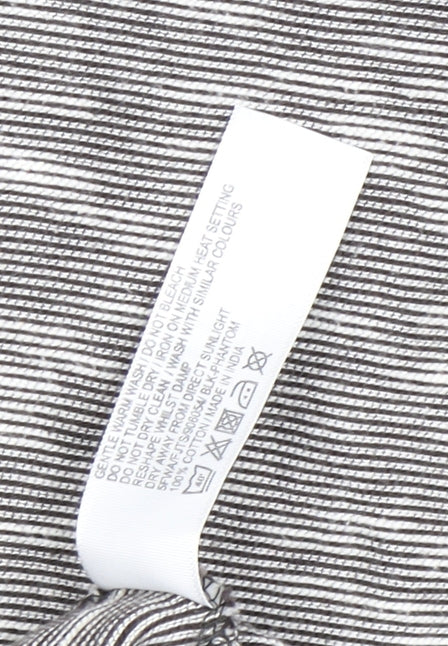 GENTLE WARM WASH / DO NOT BLEACH
DO NOT TUMBLE DRY / IRON ON MEDIUM HEAT SETTING
DO NOT DRY CLEAN / WASH WITH SIMILAR COLOURS
RESHAPE WHILST DAMP
DRY AWAY FROM DIRECT SUNLIGHT
100% COTTON | MADE IN INDIA
40